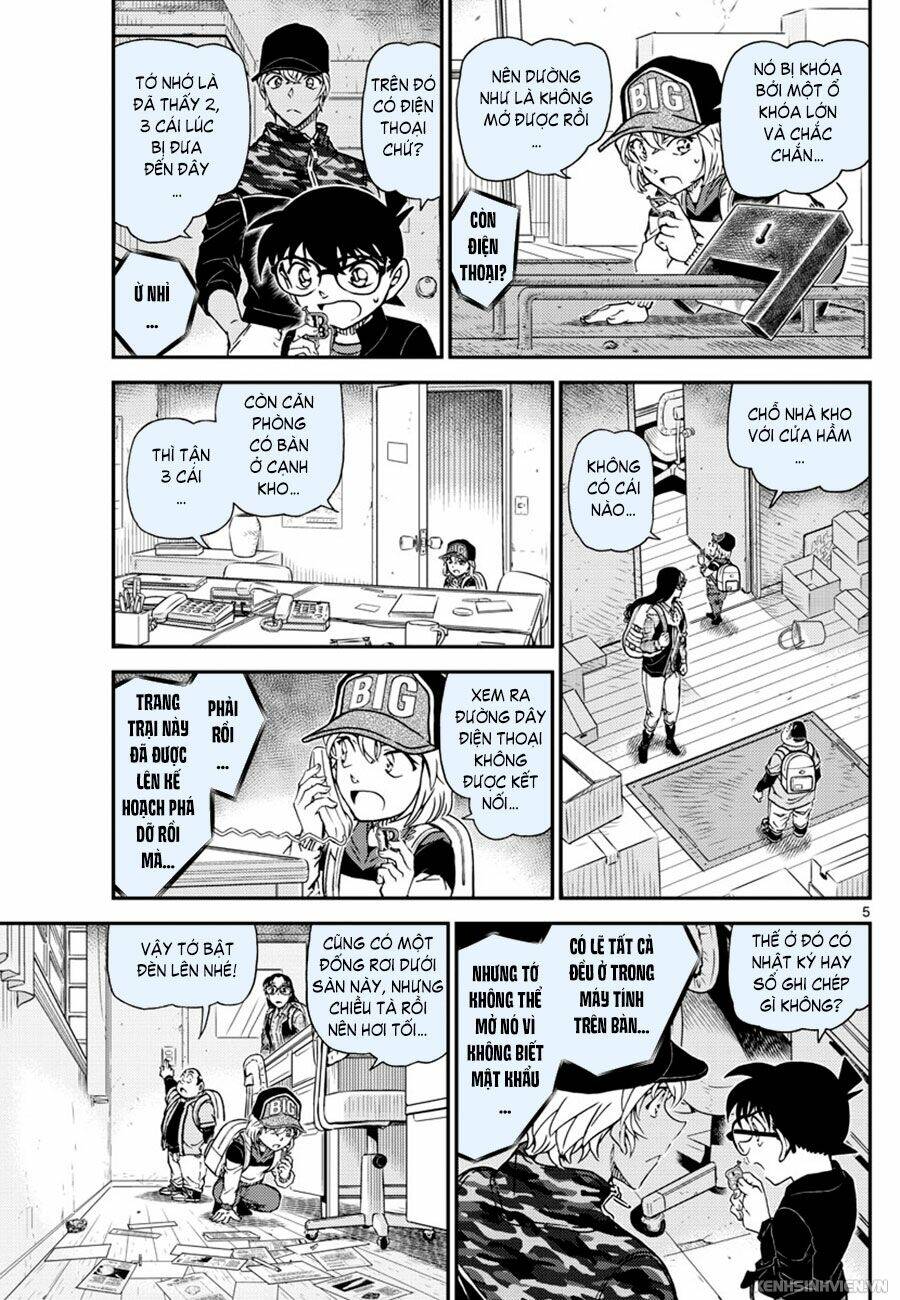 NÓ BỊ KHÓA
BỞI MỘT Ổ
KHÓA LỚN
VÀ CHẮC
CHẮN...
BIG
NÊN DƯỜNG
NHƯ LÀ KHÔNG
MỞ ĐƯỢC RỒI
...
CÒN
ĐIỆN
THOẠI?
TRÊN ĐÓ
CÓ ĐIỆN
THOẠI
CHỨ?
TỚ NHỚ LÀ
ĐÃ THẤY 2,
3 CÁI LÚC
BỊ ĐƯA
ĐẾN ĐÂY
...
Ừ NHỈ
...
CHỔ NHÀ KHO
VỚI CỬA HẦM
...
KHÔNG
CÓ CÁI
NÀO...
CÒN CĂN
PHÒNG
CÓ BÀN
Ở CẠNH
KHO...
THÌ TẬN
3 CÁI
...
XEM RA
ĐƯỜNG DÂY
ĐIỆN THOẠI
KHÔNG
ĐƯỢC KẾT
NỐI...
BIG
PHẢI
RỒI
...
TRANG
TRẠI NÀY
ĐÃ ĐƯỢC
LÊN KẾ
HOẠCH PHÁ
DỠ RỒI
MÀ...
5
THẾ Ở ĐÓ CÓ
NHẬT KÝ HAY
SỔ GHI CHÉP
GÌ KHÔNG?
CÓ LẼ TẤT CẢ
ĐỀU Ở TRONG
MÁY TÍNH
TRÊN BÀN...
NHƯNG TỚ
KHÔNG THỂ
MỞ NÓ VÌ
KHÔNG BIẾT
MẬT KHẨU
...
CŨNG CÓ MỘT
ĐỐNG RƠI DƯỚI
SÀN NÀY, NHƯNG
CHIỀU TÀ RỒI
NÊN HƠI TỐI...
VẬY TỚ BẬT
ĐÈN LÊN NHÉ!
BIG
KENHSINHVIEN.VN